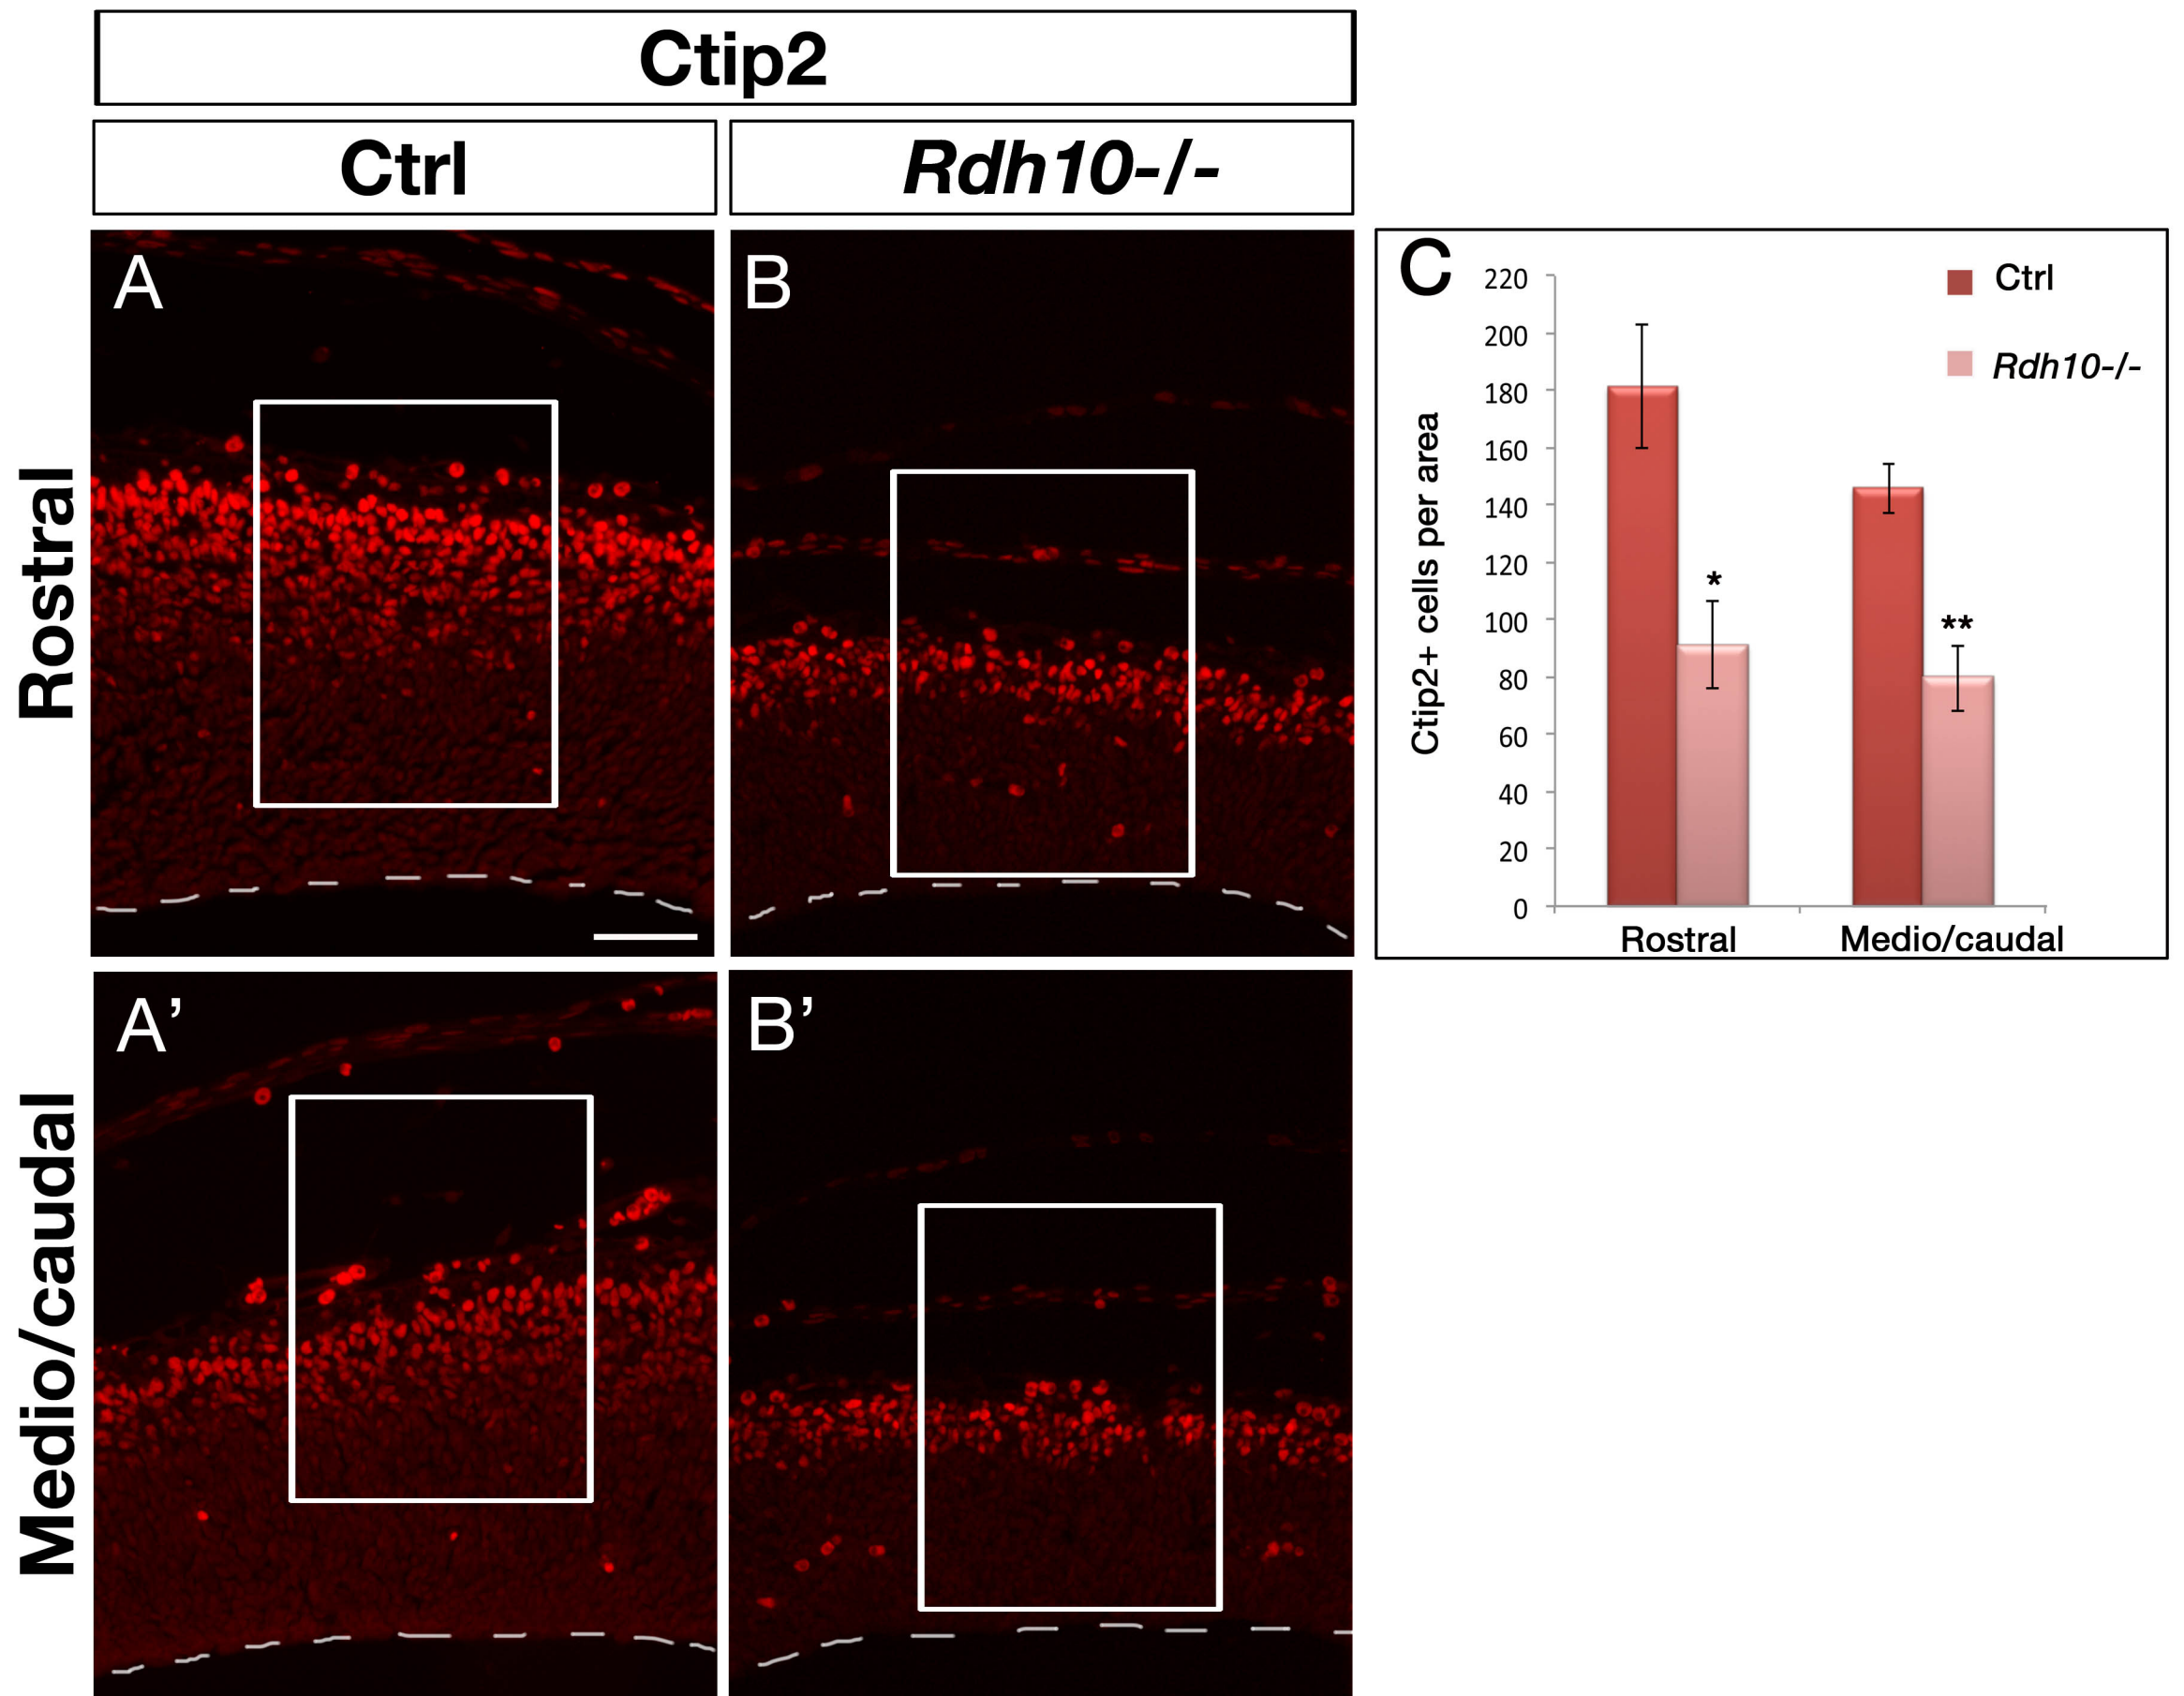 Ctip2
Ctrl
Rdh10-/-
Rostral
A
B
C
220
200
180
160
140
120
100
80
60
40
20
0
Ctip2+ cells per area
Ctrl
Rdh10-/-
*
**
Rostral
Medio/caudal
Medio/caudal
A’
B’